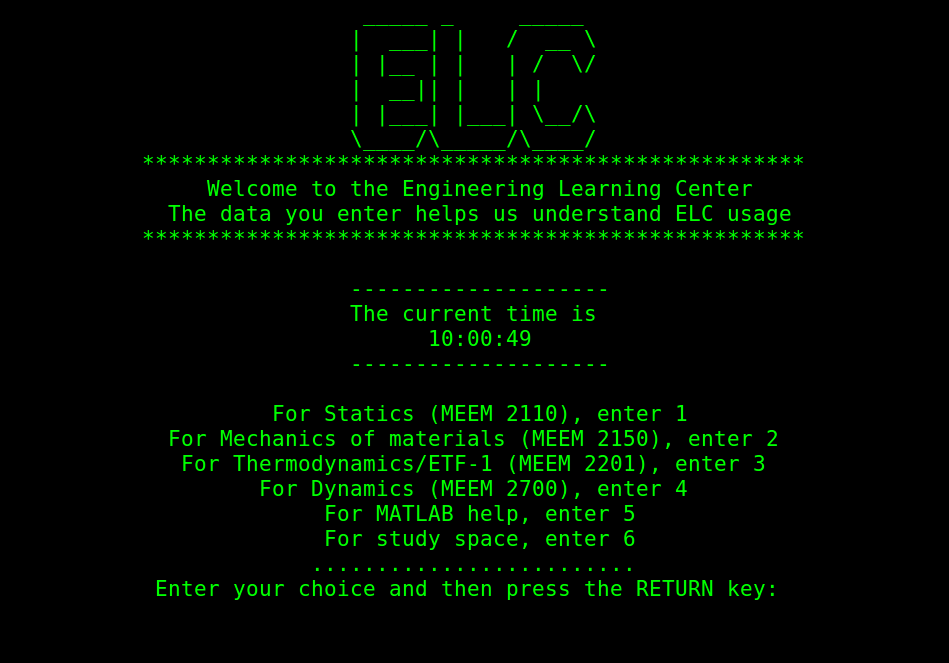 ELC
***************************************************
Welcome to the Engineering Learning Center
The data you enter helps us understand ELC usage
***************************************************
--------------------
The current time is
10:00:49
--------------------
For Statics (MEEM 2110), enter 1
For Mechanics of materials (MEEM 2150), enter 2
For Thermodynamics/ETF-1 (MEEM 2201), enter 3
For Dynamics (MEEM 2700), enter 4
For MATLAB help, enter 5
For study space, enter 6
.........................
Enter your choice and then press the RETURN key: